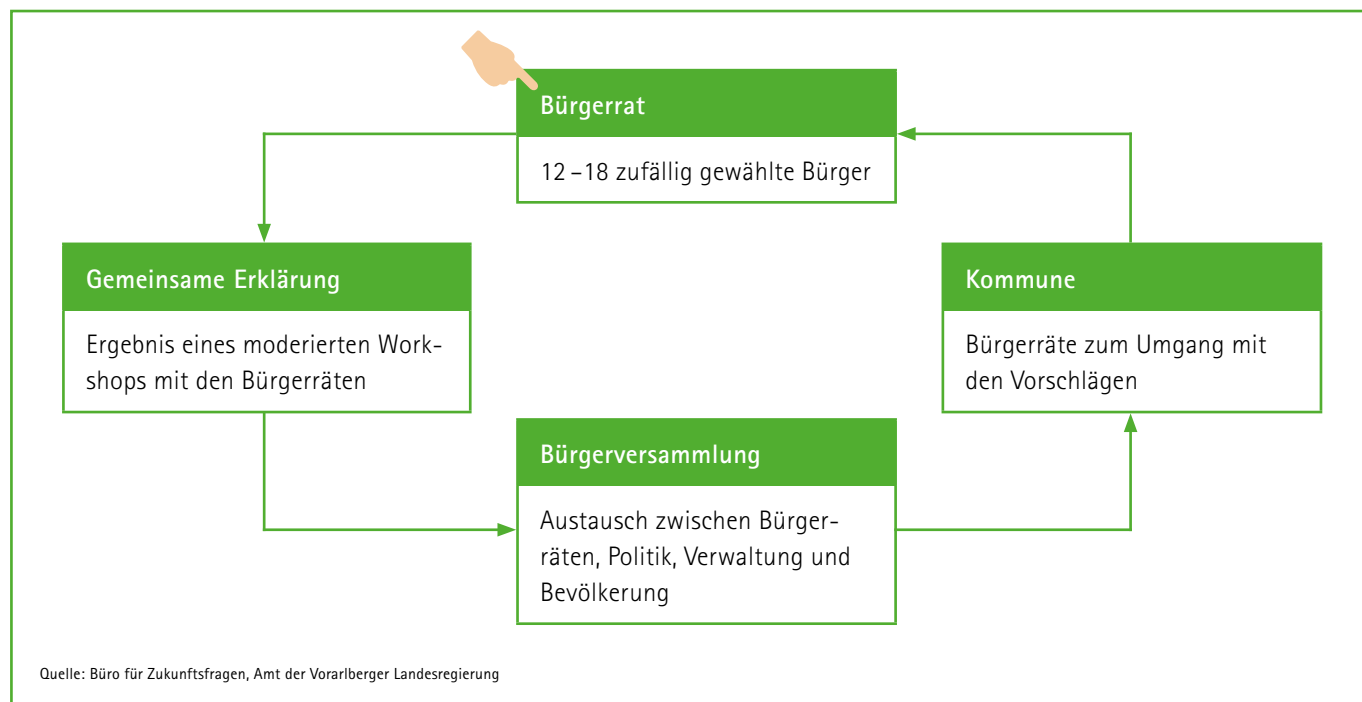 Bürgerrat
12–18 zufällig gewählte Bürger
Gemeinsame Erklärung
Ergebnis eines moderierten Work-
shops mit den Bürgerräten
Kommune
Bürgerräte zum Umgang mit
den Vorschlägen
Bürgerversammlung
Austausch zwischen Bürger-
räten, Politik, Verwaltung und
Bevölkerung
Quelle: Büro für Zukunftsfragen, Amt der Vorarlberger Landesregierung